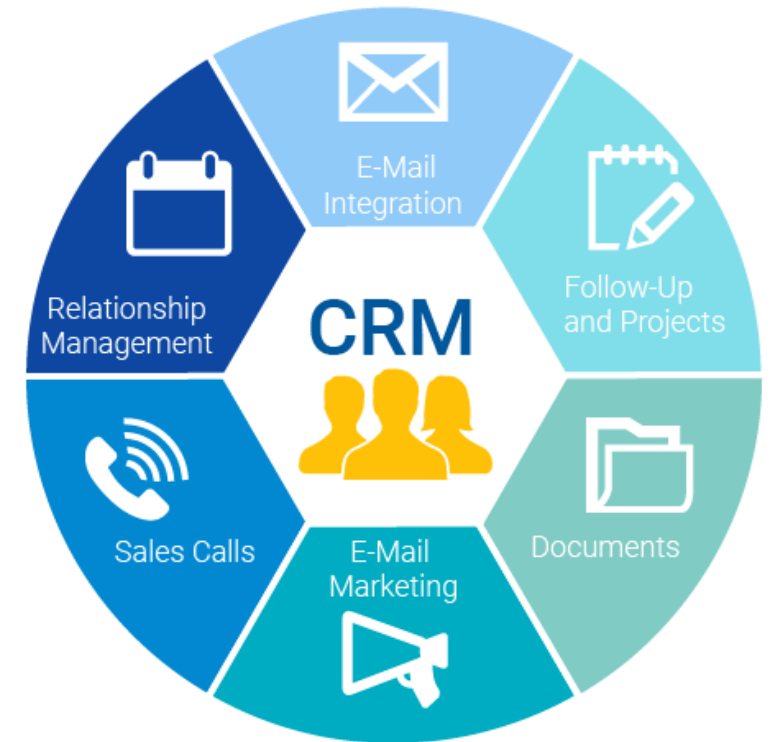 E-Mail
Integration
Follow-Up
and Projects
Relationship
Management
CRM
Sales Calls
E-Mail
Marketing
Documents